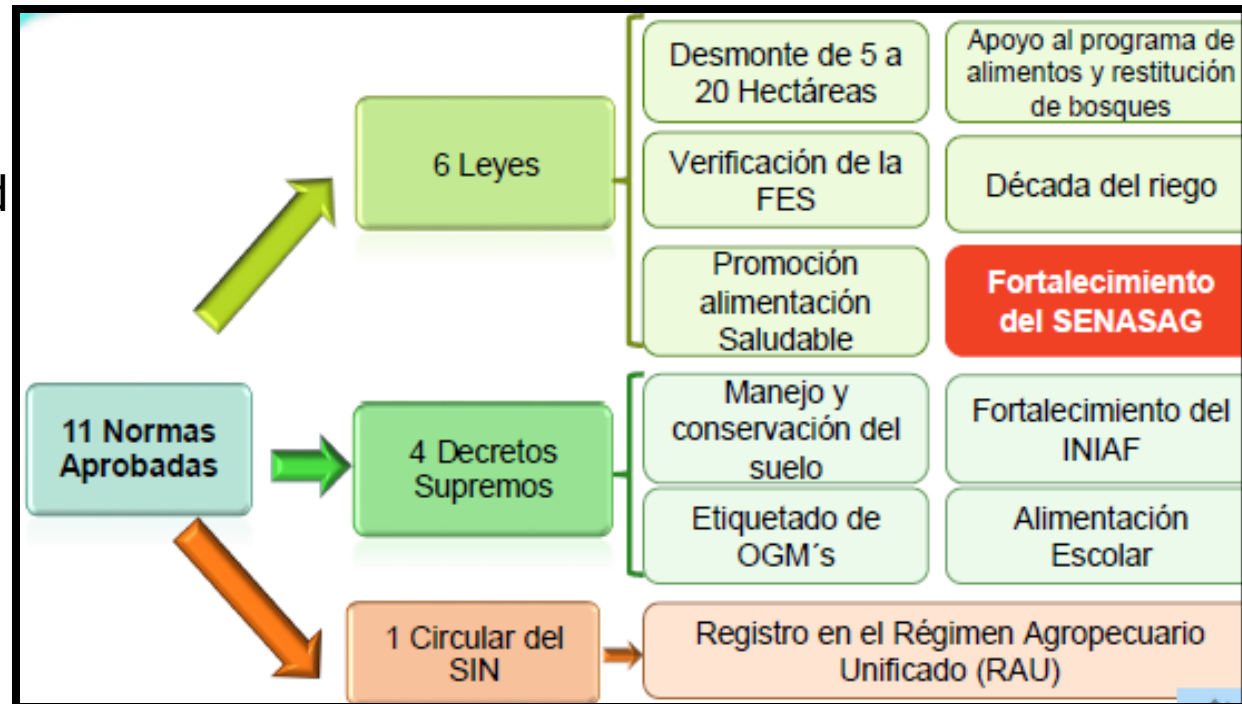 11 Normas
Aprobadas
6 Leyes
Desmonte de 5 a
20 Hectáreas
Apoyo al programa de
alimentos y restitución
de bosques
Verificación de la
FES
Década del riego
Promoción
alimentación
Saludable
Fortalecimiento
del SENASAG
4 Decretos
Supremos
Manejo y
conservación del
suelo
Fortalecimiento del
INIAF
Etiquetado de
OGM´s
Alimentación
Escolar
1 Circular del
SIN
Registro en el Régimen Agropecuario
Unificado (RAU)